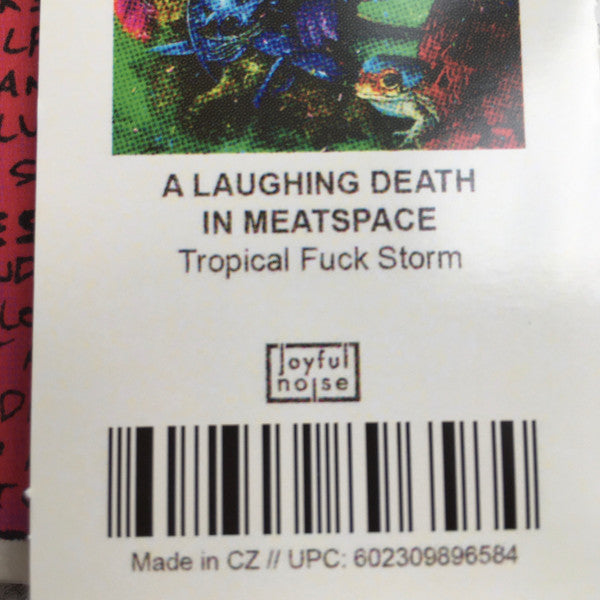 A LAUGHING DEATH
IN MEATSPACE
Tropical Fuck Storm
joyful
noise
Made in CZ // UPC: 602309896584